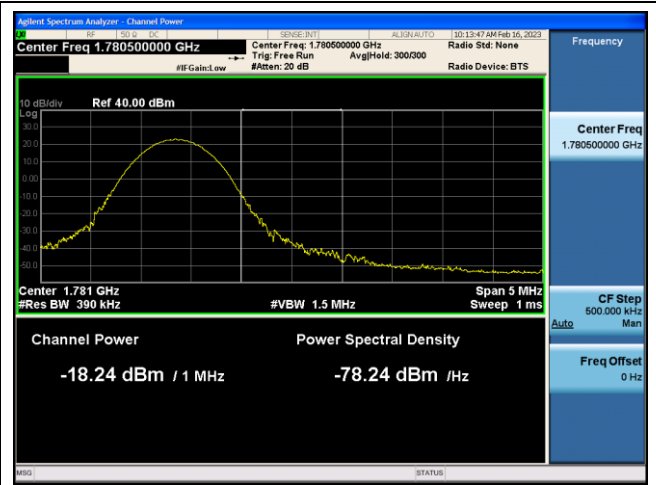 Agilent Spectrum Analyzer - Channel Power
LXI RF 50 Ω DC SENSE:INT ALIGN AUTO 10:13:47 AM Feb 16, 2023
Center Freq 1.780500000 GHz
Center Freq: 1.780500000 GHz
Radio Std: None
Trig: Free Run
Avg|Hold: 300/300
#IFGain:Low
#Atten: 20 dB
Radio Device: BTS
10 dB/div
Ref 40.00 dBm
Log
30.0
20.0
10.0
0.00
-10.0
-20.0
-30.0
-40.0
-50.0
Center 1.781 GHz
Span 5 MHz
#Res BW 390 kHz
#VBW 1.5 MHz
Sweep 1 ms
Channel Power
Power Spectral Density
-18.24 dBm / 1 MHz
-78.24 dBm /Hz
MSG
STATUS
Frequency
Center Freq
1.780500000 GHz
CF Step
500.000 kHz
Auto Man
Freq Offset
0 Hz